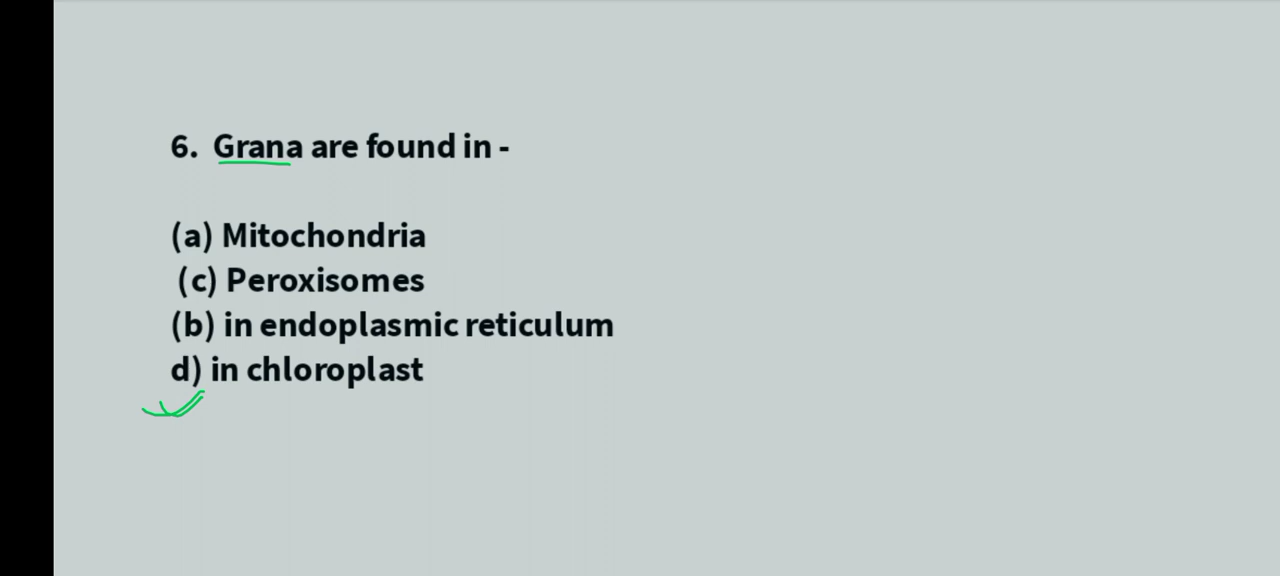 6. Grana are found in -
(a) Mitochondria
(c) Peroxisomes
(b) in endoplasmic reticulum
d) in chloroplast